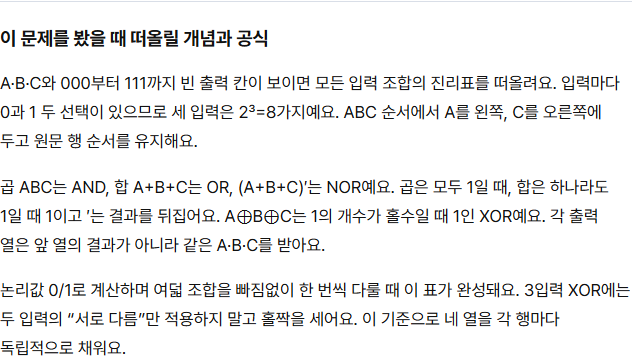 이 문제를 봤을 때 떠올릴 개념과 공식
A·B·C와 000부터 111까지 빈 출력 칸이 보이면 모든 입력 조합의 진리표를 떠올려요. 입력마다
0과 1 두 선택이 있으므로 세 입력은 2³=8가지예요. ABC 순서에서 A를 왼쪽, C를 오른쪽에
두고 원문 행 순서를 유지해요.
곱 ABC는 AND, 합 A+B+C는 OR, (A+B+C)′는 NOR예요. 곱은 모두 1일 때, 합은 하나라도
1일 때 1이고 ′는 결과를 뒤집어요. A⊕B⊕C는 1의 개수가 홀수일 때 1인 XOR예요. 각 출력
열은 앞 열의 결과가 아니라 같은 A·B·C를 받아요.
논리값 0/1로 계산하며 여덟 조합을 빠짐없이 한 번씩 다룰 때 이 표가 완성돼요. 3입력 XOR에는
두 입력의 “서로 다름”만 적용하지 말고 홀짝을 세어요. 이 기준으로 네 열을 각 행마다
독립적으로 채워요.